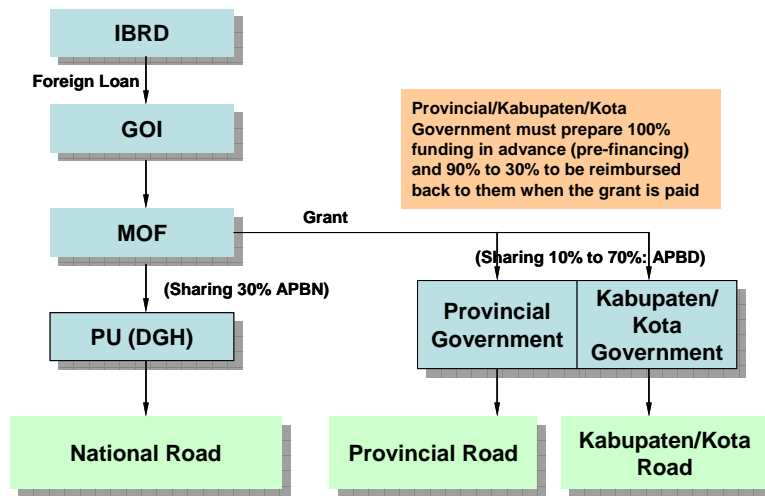 IBRD
Foreign Loan
GOI
Provincial/Kabupaten/Kota
Government must prepare 100%
funding in advance (pre-financing)
and 90% to 30% to be reimbursed
back to them when the grant is paid
MOF
Grant
(Sharing 30% APBN)
(Sharing 10% to 70%: APBD)
PU (DGH)
Provincial
Government
Kabupaten/
Kota
Government
National Road
Provincial Road
Kabupaten/Kota
Road